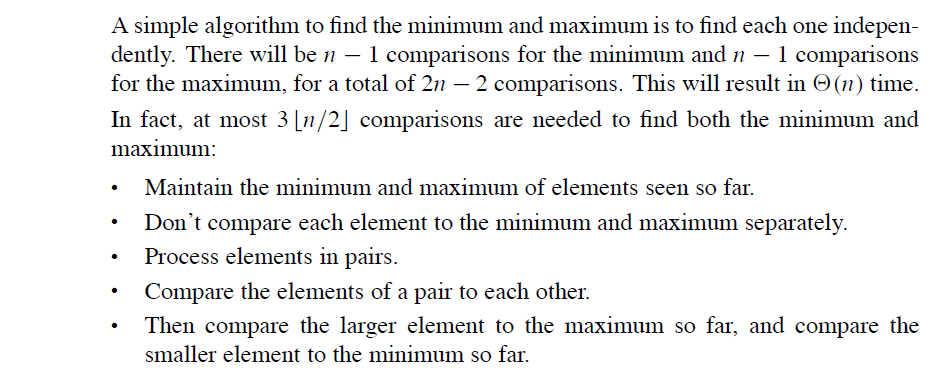 A simple algorithm to find the minimum and maximum is to find each one indepen-
dently. There will be n − 1 comparisons for the minimum and n − 1 comparisons
for the maximum, for a total of 2n − 2 comparisons. This will result in Θ(n) time.
In fact, at most 3⌊n/2⌋ comparisons are needed to find both the minimum and
maximum:
• Maintain the minimum and maximum of elements seen so far.
• Don’t compare each element to the minimum and maximum separately.
• Process elements in pairs.
• Compare the elements of a pair to each other.
• Then compare the larger element to the maximum so far, and compare the
smaller element to the minimum so far.